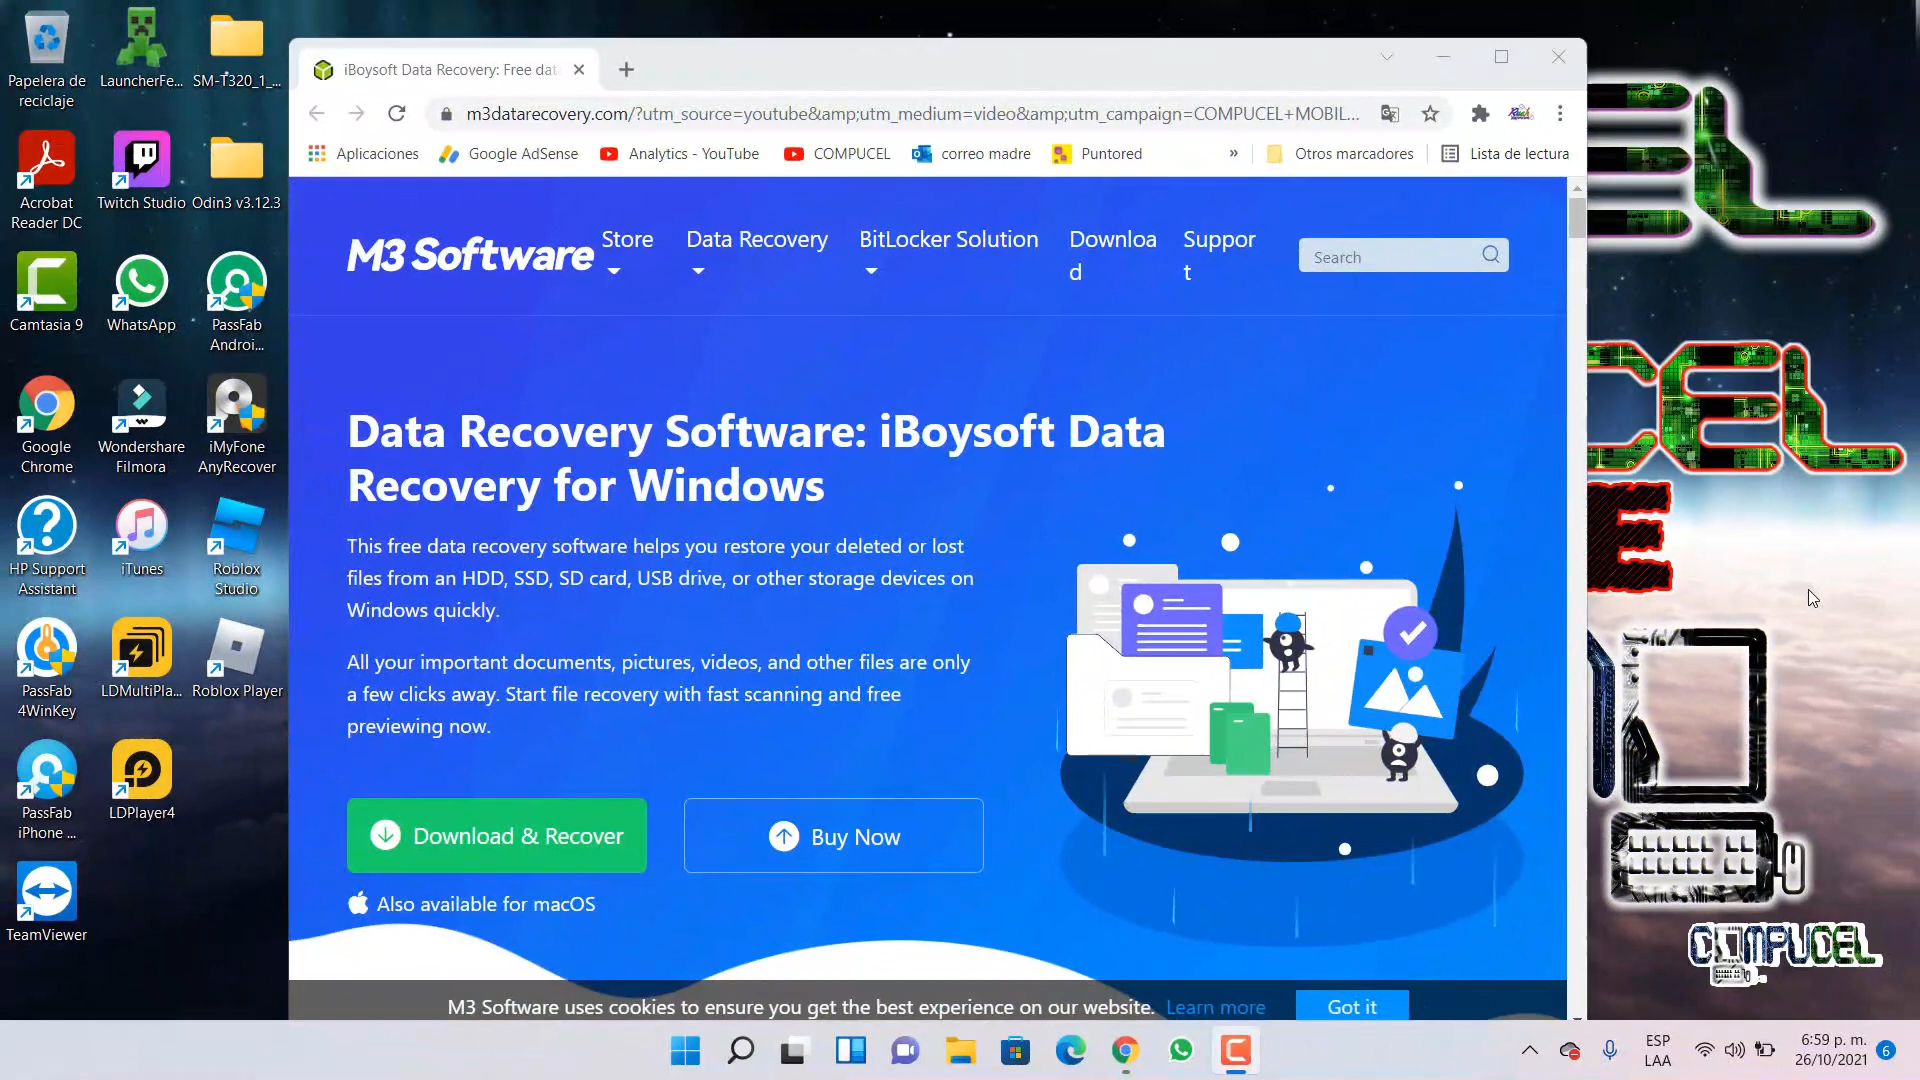 Papelera de
reciclaje
LauncherFe...
SM-T320_1_...
Acrobat
Reader DC
Twitch Studio
Odin3 v3.12.3
Camtasia 9
WhatsApp
PassFab
Androi...
Google
Chrome
Wondershare
Filmora
iMyFone
AnyRecover
HP Support
Assistant
iTunes
Roblox
Studio
PassFab
4WinKey
LDMultiPla...
Roblox Player
PassFab
iPhone ...
LDPlayer4
TeamViewer
iBoysoft Data Recovery: Free dat
m3datarecovery.com/?utm_source=youtube&amp;utm_medium=video&amp;utm_campaign=COMPUCEL+MOBIL...
Aplicaciones
Google AdSense
Analytics - YouTube
COMPUCEL
correo madre
Puntored
»
Otros marcadores
Lista de lectura
M3 Software
Store
Data Recovery
BitLocker Solution
Downloa
d
Suppor
t
Search
Data Recovery Software: iBoysoft Data
Recovery for Windows
This free data recovery software helps you restore your deleted or lost
files from an HDD, SSD, SD card, USB drive, or other storage devices on
Windows quickly.
All your important documents, pictures, videos, and other files are only
a few clicks away. Start file recovery with fast scanning and free
previewing now.
Download & Recover
Buy Now
Also available for macOS
M3 Software uses cookies to ensure you get the best experience on our website. Learn more
Got it
EL
CEL
E
COMPUCEL
ESP
LAA
6:59 p. m.
26/10/2021
6